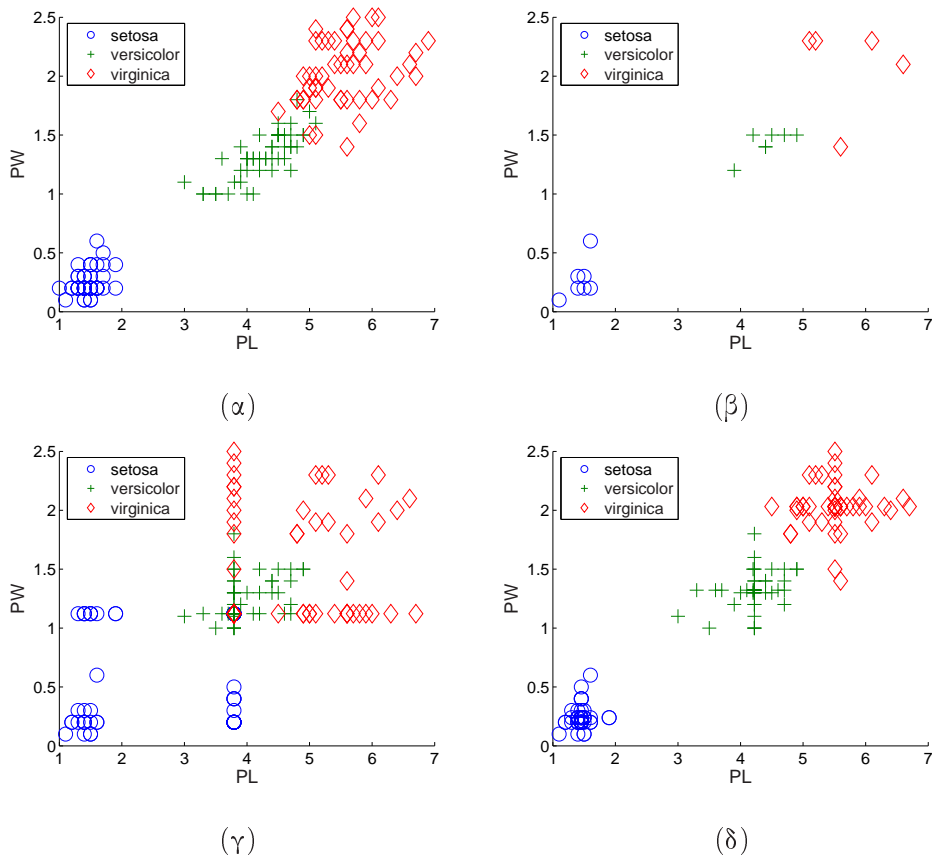 2.5
2
1.5
1
0.5
0
PW
setosa
versicolor
virginica
1 2 3 4 5 6 7
PL
(α)
2.5
2
1.5
1
0.5
0
PW
setosa
versicolor
virginica
1 2 3 4 5 6 7
PL
(β)
2.5
2
1.5
1
0.5
0
PW
setosa
versicolor
virginica
1 2 3 4 5 6 7
PL
(γ)
2.5
2
1.5
1
0.5
0
PW
setosa
versicolor
virginica
1 2 3 4 5 6 7
PL
(δ)